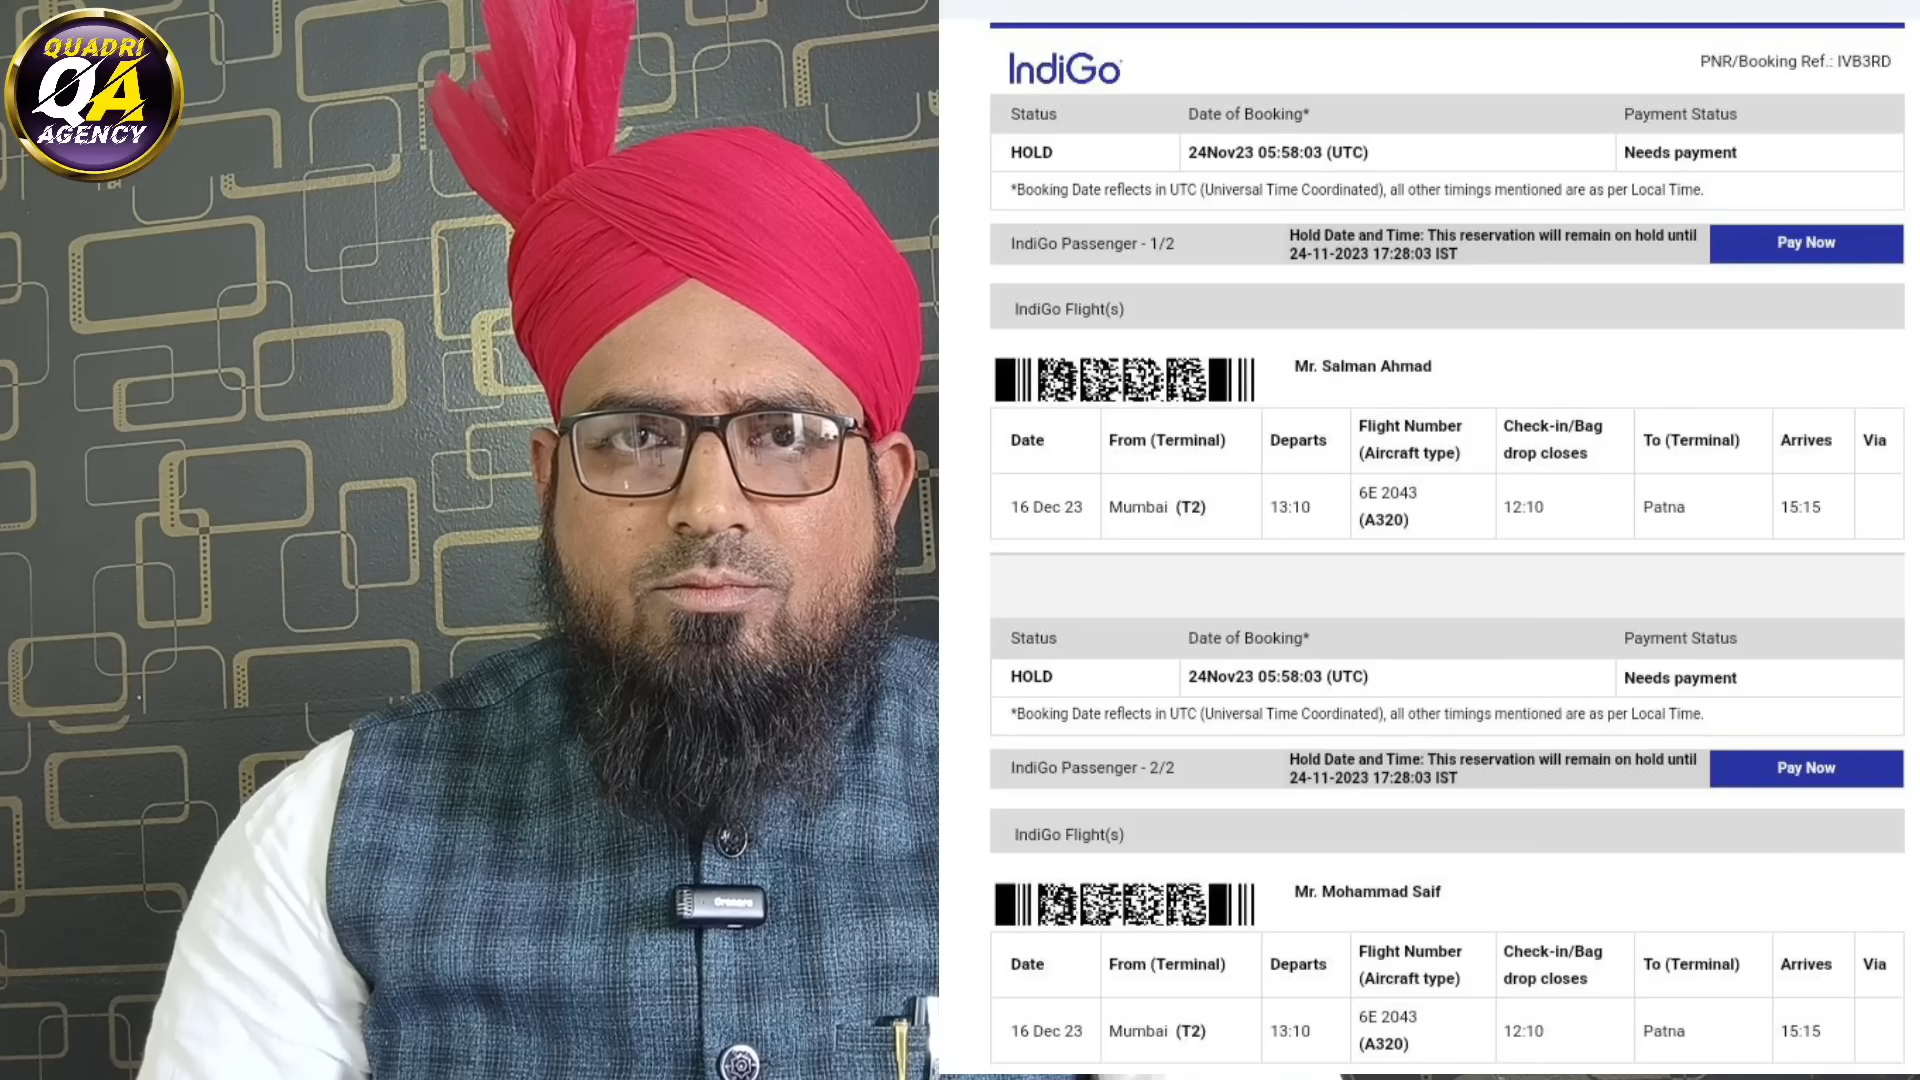 QUADRI
QA
AGENCY
IndiGo
PNR/Booking Ref.: IVB3RD
Status Date of Booking* Payment Status
HOLD 24Nov23 05:58:03 (UTC) Needs payment
*Booking Date reflects in UTC (Universal Time Coordinated), all other timings mentioned are as per Local Time.
IndiGo Passenger - 1/2
Hold Date and Time: This reservation will remain on hold until
24-11-2023 17:28:03 IST
Pay Now
IndiGo Flight(s)
Mr. Salman Ahmad
Date From (Terminal) Departs Flight Number (Aircraft type) Check-in/Bag drop closes To (Terminal) Arrives Via
16 Dec 23 Mumbai (T2) 13:10 6E 2043 (A320) 12:10 Patna 15:15
Status Date of Booking* Payment Status
HOLD 24Nov23 05:58:03 (UTC) Needs payment
*Booking Date reflects in UTC (Universal Time Coordinated), all other timings mentioned are as per Local Time.
IndiGo Passenger - 2/2
Hold Date and Time: This reservation will remain on hold until
24-11-2023 17:28:03 IST
Pay Now
IndiGo Flight(s)
Mr. Mohammad Saif
Date From (Terminal) Departs Flight Number (Aircraft type) Check-in/Bag drop closes To (Terminal) Arrives Via
16 Dec 23 Mumbai (T2) 13:10 6E 2043 (A320) 12:10 Patna 15:15